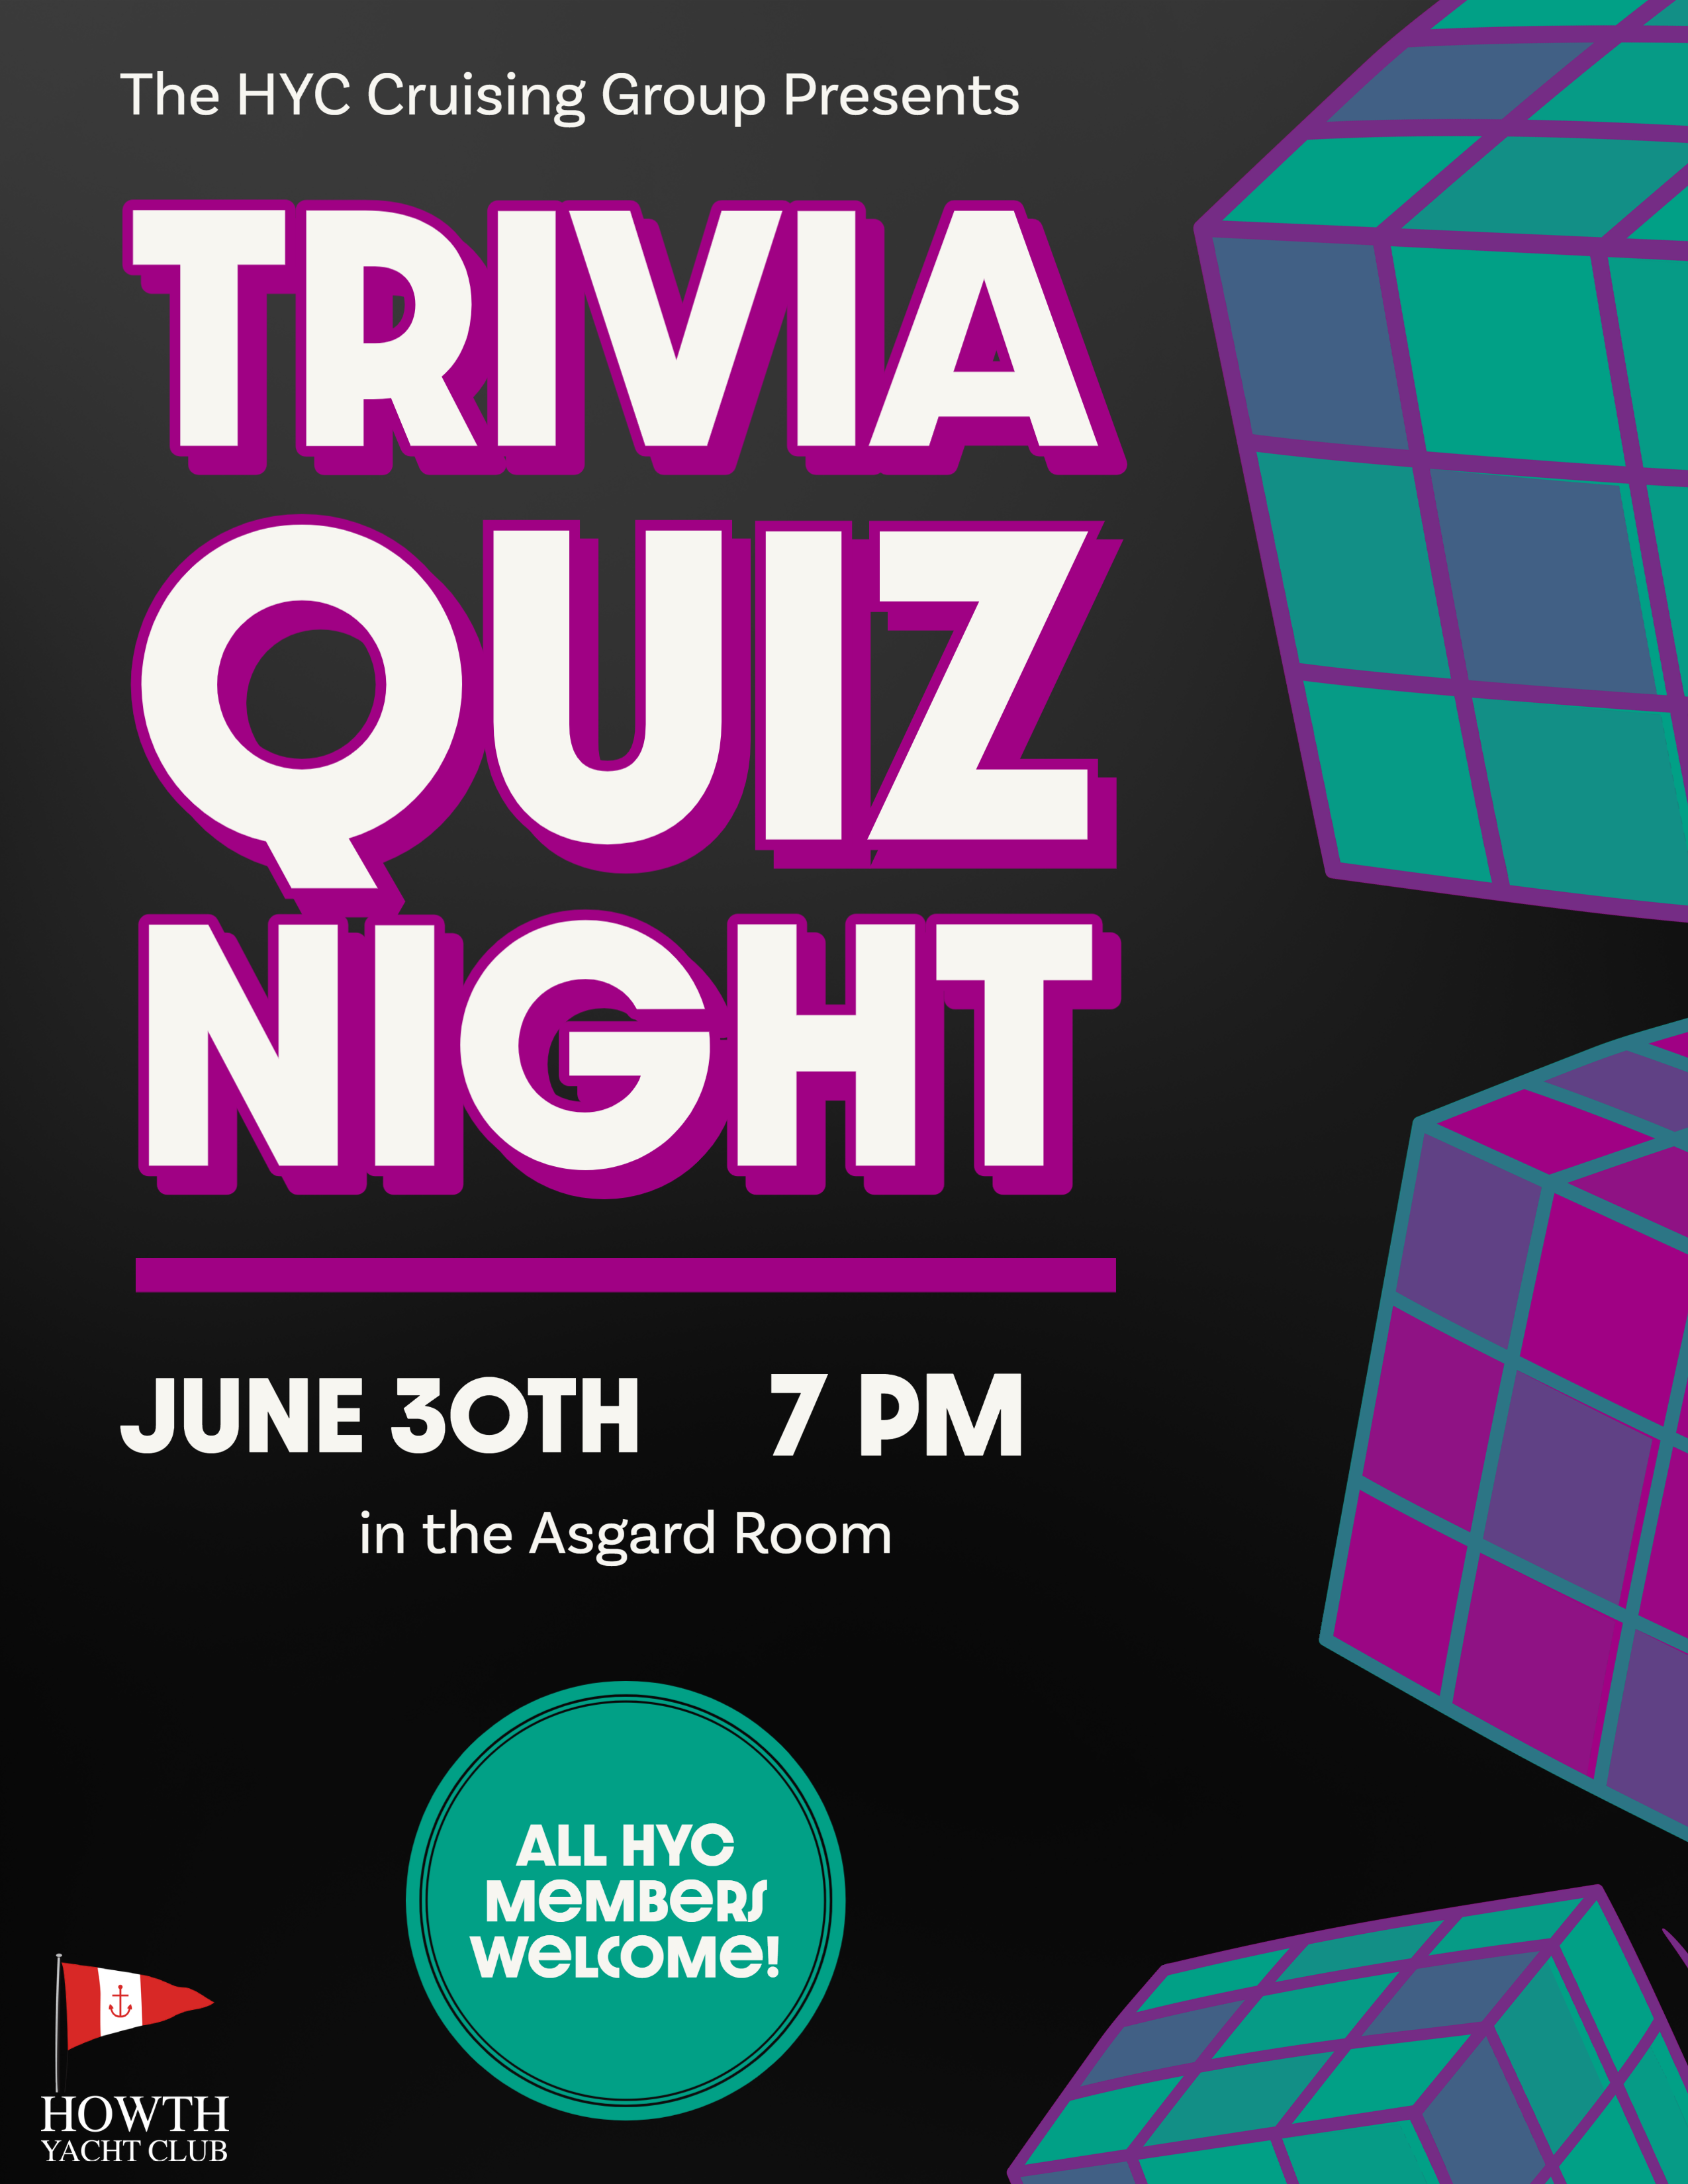 The HYC Cruising Group Presents
TRIVIA
QUIZ
NIGHT
JUNE 30TH 7 PM
in the Asgard Room
ALL HYC
MeMBeRS
WeLCOMe!
HOWTH
YACHT CLUB